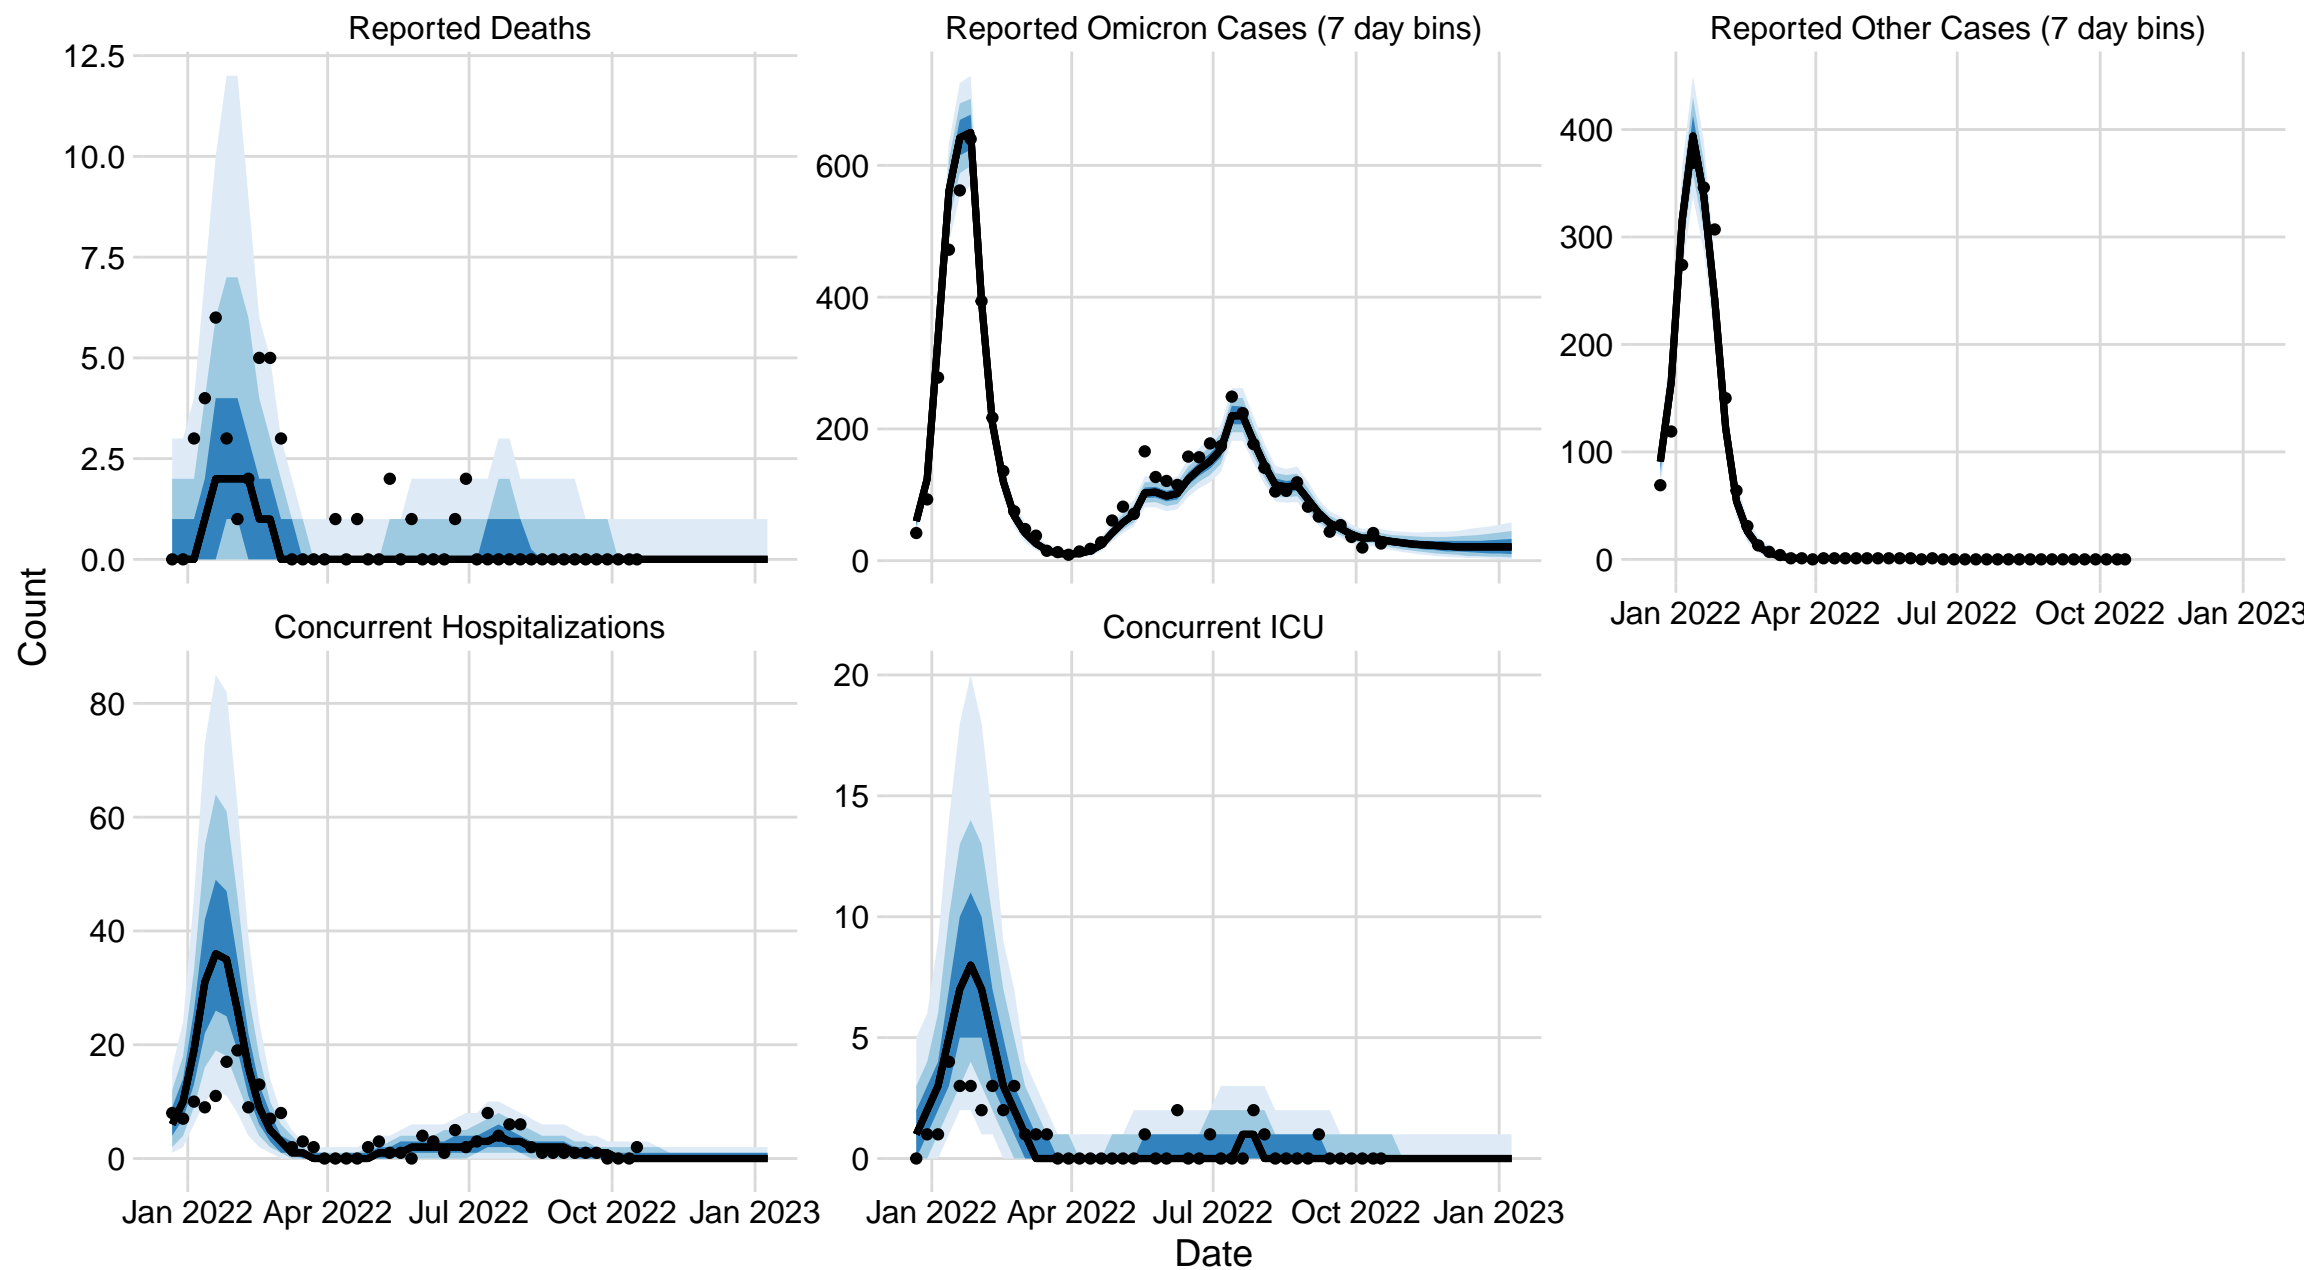 Reported Deaths
Reported Omicron Cases (7 day bins)
Reported Other Cases (7 day bins)
12.5
10.0
7.5
5.0
2.5
0.0
600
400
200
0
400
300
200
100
0
Jan 2022 Apr 2022 Jul 2022 Oct 2022 Jan 2023
Count
Concurrent Hospitalizations
Concurrent ICU
80
60
40
20
0
20
15
10
5
0
Jan 2022 Apr 2022 Jul 2022 Oct 2022 Jan 2023
Jan 2022 Apr 2022 Jul 2022 Oct 2022 Jan 2023
Date